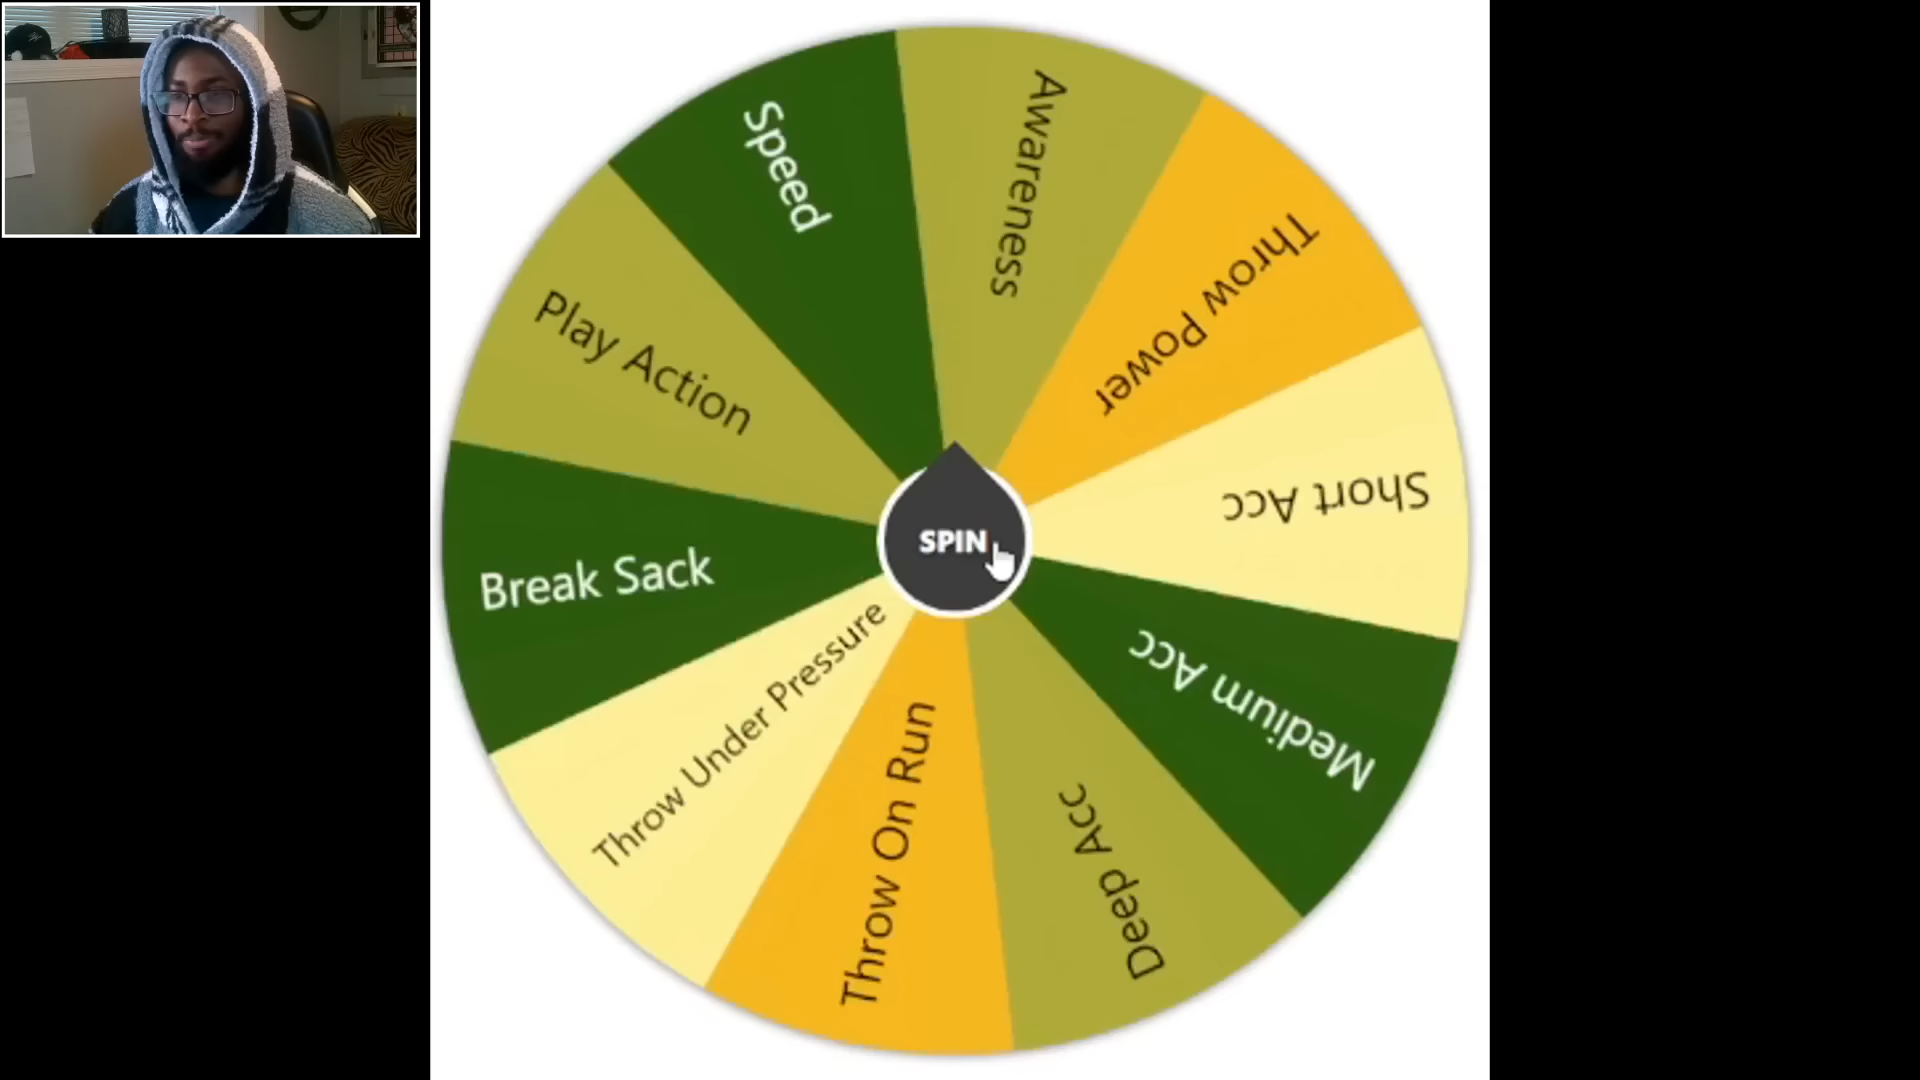 Awareness
Throw Power
Short Acc
Medium Acc
Deep Acc
Throw On Run
Throw Under Pressure
Break Sack
Play Action
Speed
SPIN